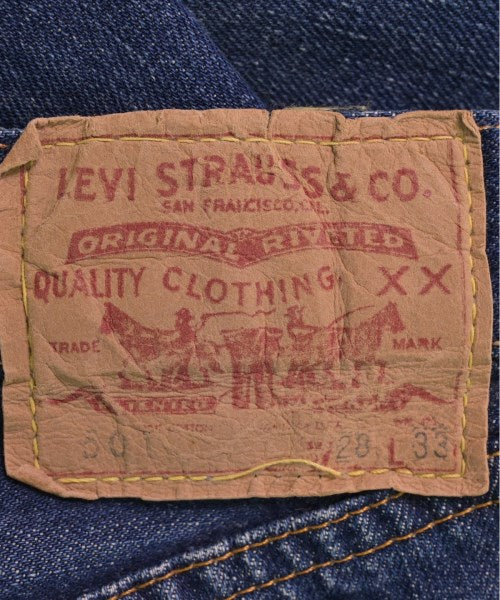 LEVI STRAUSS & CO.
SAN FRANCISCO, CAL.
ORIGINAL RIVETED
QUALITY CLOTHING XX
TRADE MARK
501 W 28 L 33